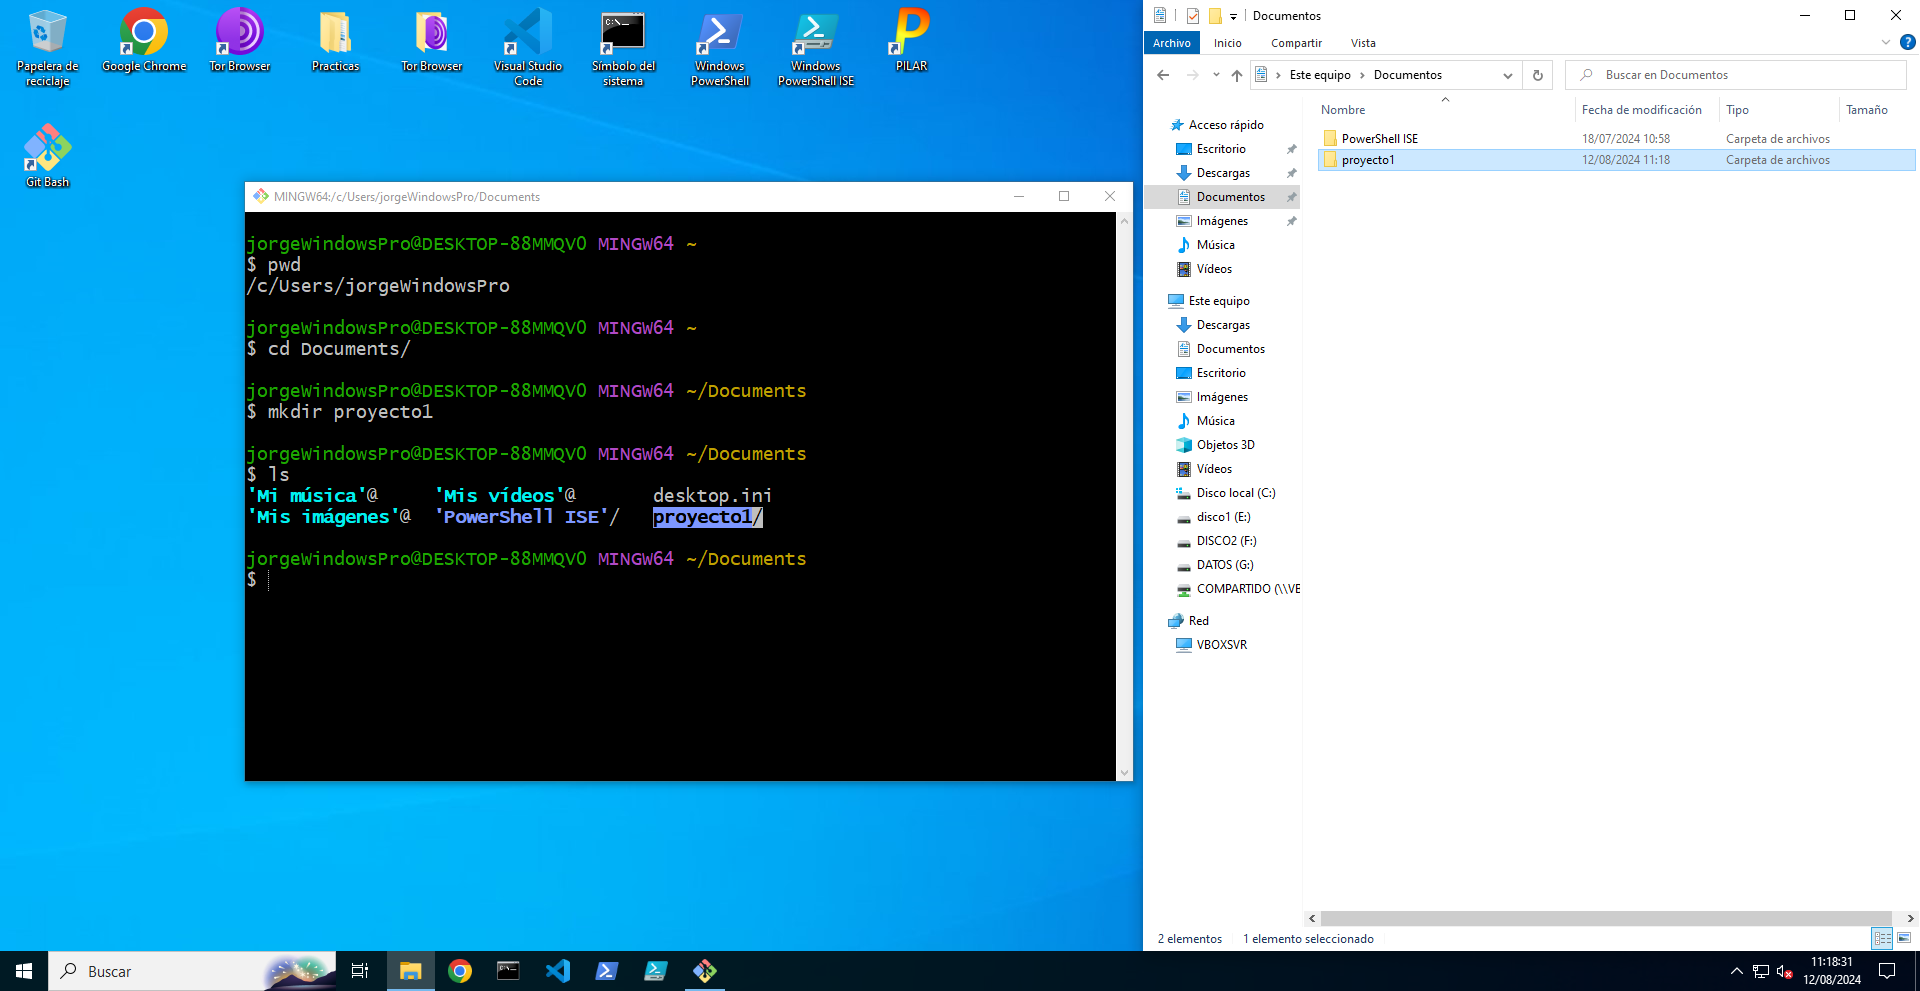 Papelera de reciclaje
Google Chrome
Tor Browser
Practicas
Tor Browser
Visual Studio Code
Símbolo del sistema
Windows PowerShell
Windows PowerShell ISE
PILAR
Git Bash
MINGW64:/c/Users/jorgeWindowsPro/Documents
jorgeWindowsPro@DESKTOP-88MMQV0 MINGW64 ~
$ pwd
/c/Users/jorgeWindowsPro
jorgeWindowsPro@DESKTOP-88MMQV0 MINGW64 ~
$ cd Documents/
jorgeWindowsPro@DESKTOP-88MMQV0 MINGW64 ~/Documents
$ mkdir proyecto1
jorgeWindowsPro@DESKTOP-88MMQV0 MINGW64 ~/Documents
$ ls
'Mi música'@ 'Mis vídeos'@ desktop.ini
'Mis imágenes'@ 'PowerShell ISE'/ proyecto1/
jorgeWindowsPro@DESKTOP-88MMQV0 MINGW64 ~/Documents
$
Documentos
Archivo Inicio Compartir Vista
Este equipo > Documentos
Buscar en Documentos
Nombre Fecha de modificación Tipo Tamaño
PowerShell ISE 18/07/2024 10:58 Carpeta de archivos
proyecto1 12/08/2024 11:18 Carpeta de archivos
Acceso rápido
Escritorio
Descargas
Documentos
Imágenes
Música
Vídeos
Este equipo
Descargas
Documentos
Escritorio
Imágenes
Música
Objetos 3D
Vídeos
Disco local (C:)
disco1 (E:)
DISCO2 (F:)
DATOS (G:)
COMPARTIDO (\\VE
Red
VBOXSVR
2 elementos 1 elemento seleccionado
Buscar
11:18:31
12/08/2024